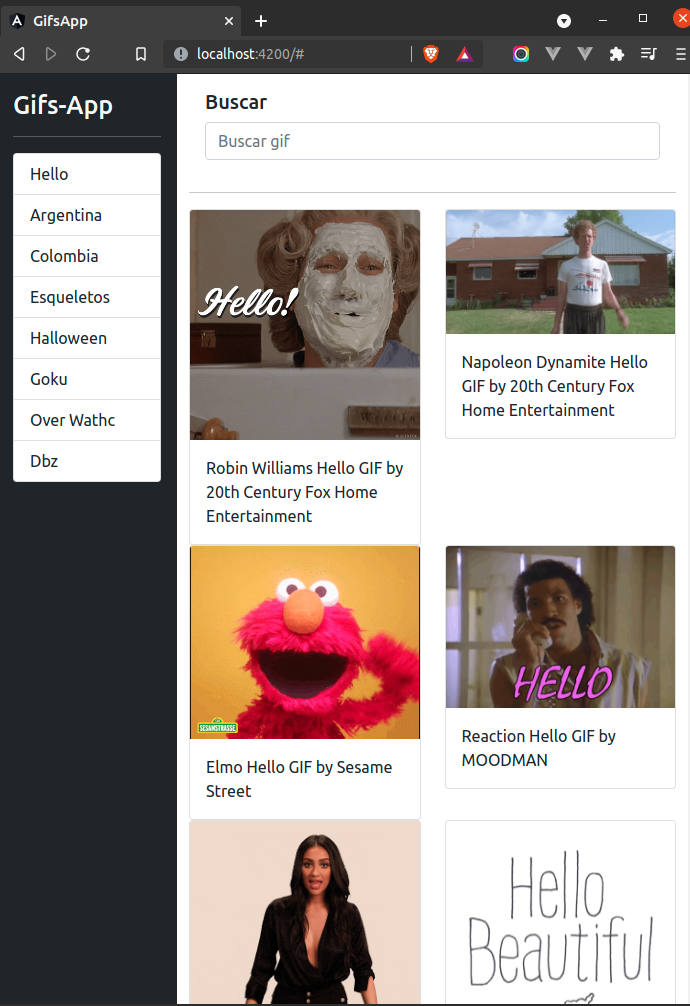 GifsApp
localhost:4200/#
Gifs-App
Hello
Argentina
Colombia
Esqueletos
Halloween
Goku
Over Wathc
Dbz
Buscar
Buscar gif
Hello!
Robin Williams Hello GIF by
20th Century Fox Home
Entertainment
Napoleon Dynamite Hello
GIF by 20th Century Fox
Home Entertainment
SESAMSTRASSE
Elmo Hello GIF by Sesame
Street
HELLO
Reaction Hello GIF by
MOODMAN
Hello
Beautiful